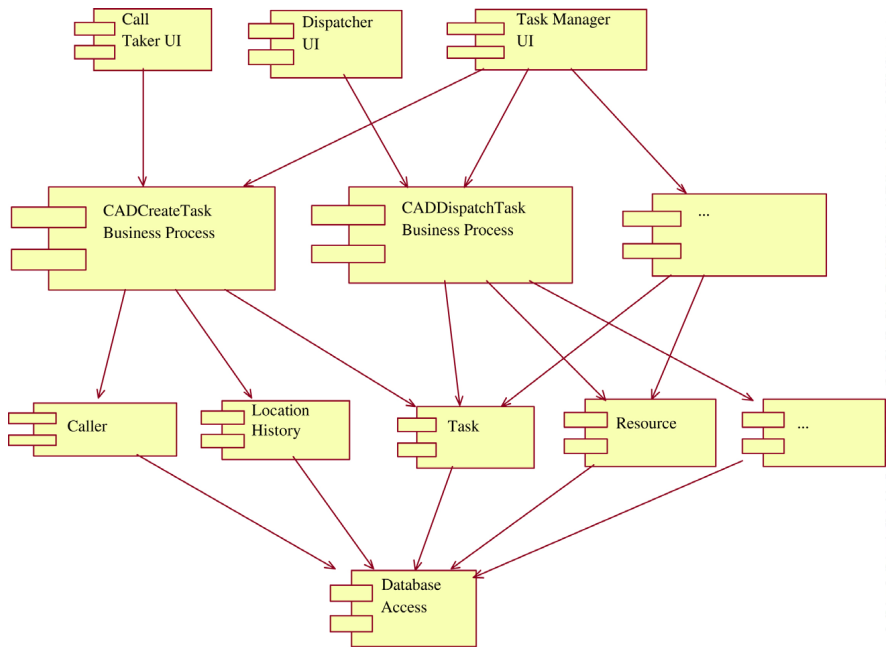 Call
Taker UI
Dispatcher
UI
Task Manager
UI
CADCreateTask
Business Process
CADDispatchTask
Business Process
...
Caller
Location
History
Task
Resource
...
Database
Access